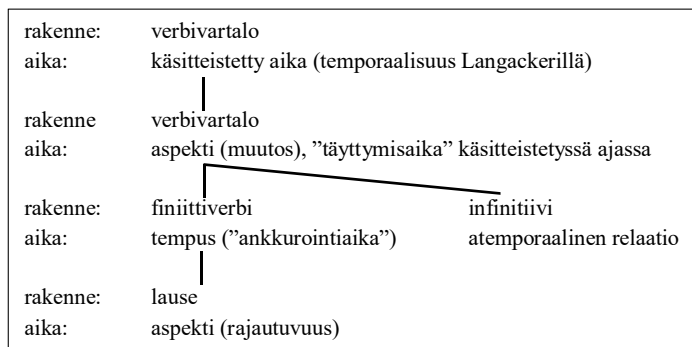 rakenne: verbivartalo
aika: käsitteistetty aika (temporaalisuus Langackerillä)
rakenne verbivartalo
aika: aspekti (muutos), ”täyttymisaika” käsitteistetyssä ajassa
rakenne: finiittiverbi infinitiivi
aika: tempus (”ankkurointiaika”) atemporaalinen relaatio
rakenne: lause
aika: aspekti (rajautuvuus)